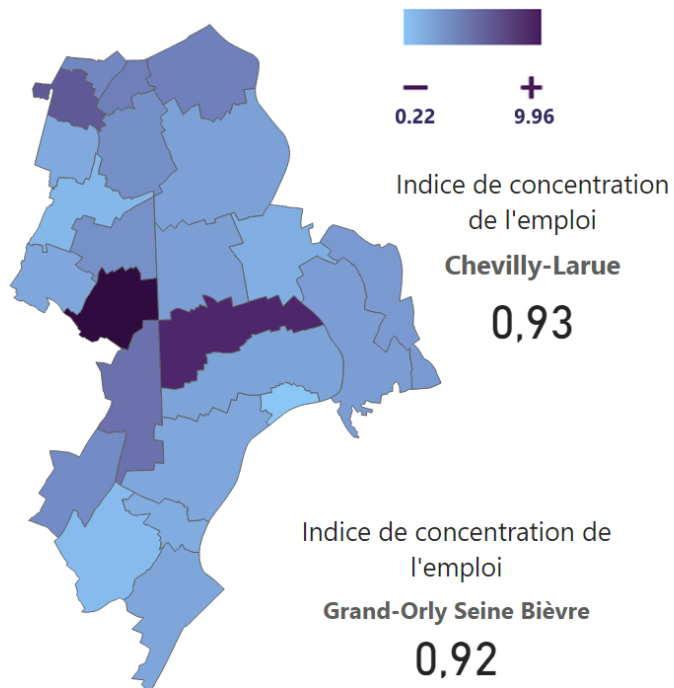 − +
0.22 9.96
Indice de concentration
de l'emploi
Chevilly-Larue
0,93
Indice de concentration de
l'emploi
Grand-Orly Seine Bièvre
0,92